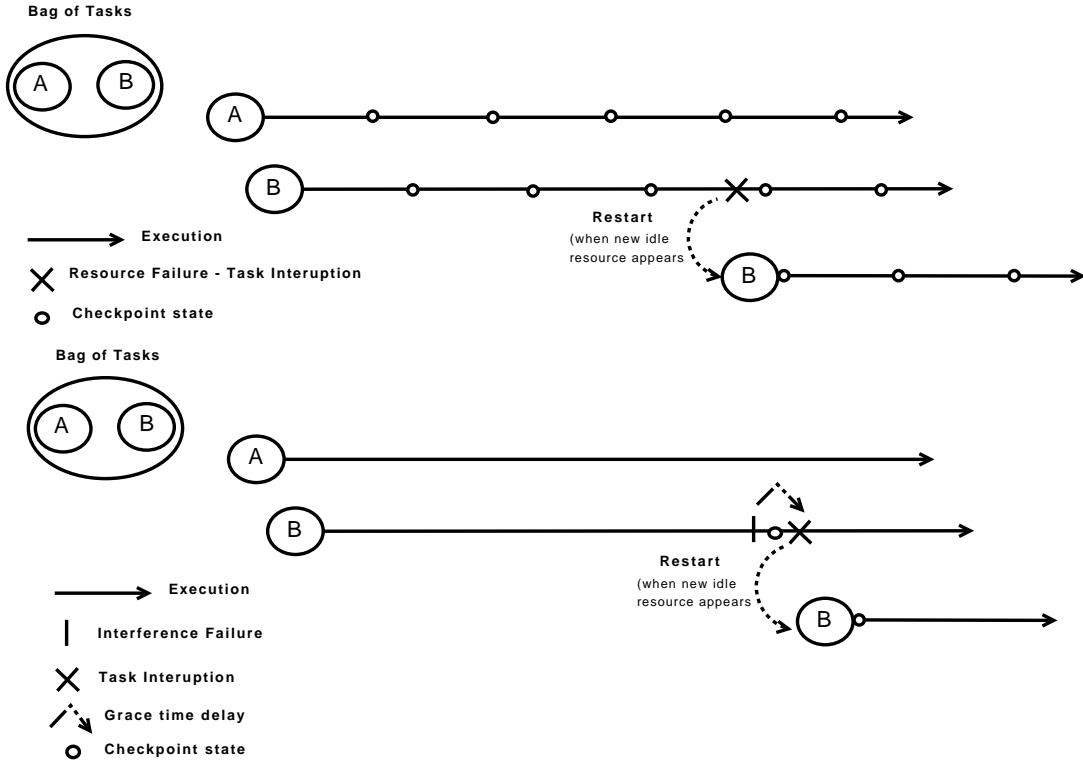 Bag of Tasks
A
B
A
B
Restart
(when new idle
resource appears
B
Execution
Resource Failure - Task Interuption
Checkpoint state
Bag of Tasks
A
B
A
B
Restart
(when new idle
resource appears
B
Execution
Interference Failure
Task Interuption
Grace time delay
Checkpoint state